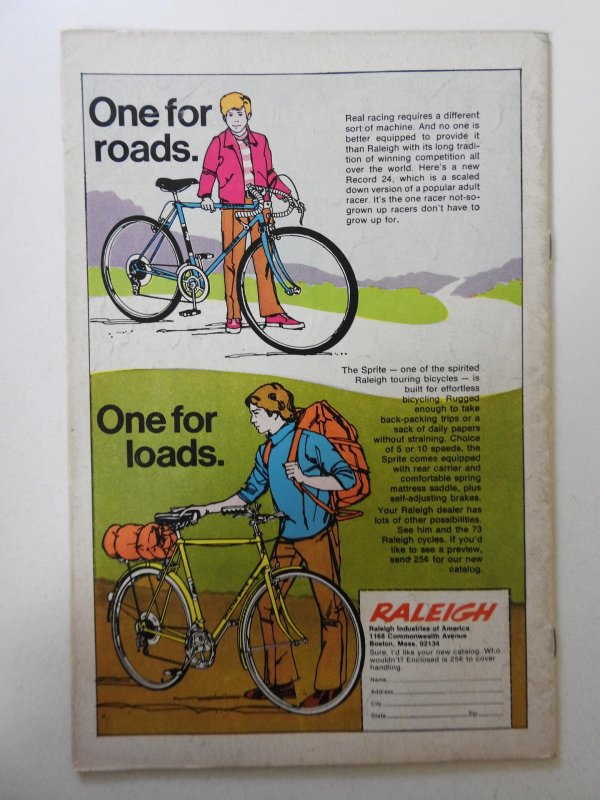 One for
roads.
Real racing requires a different
sort of machine. And no one is
better equipped to provide it
than Raleigh with its long tradi-
tion of winning competition all
over the world. Here's a new
Record 24, which is a scaled
down version of a popular adult
racer. It's the one racer not-so-
grown up racers don't have to
grow up for.
The Sprite — one of the spirited
Raleigh touring bicycles — is
built for effortless
bicycling. Rugged
enough to take
back-packing trips or a
sack of daily papers
without straining. Choice
of 5 or 10 speeds, the
Sprite comes equipped
with rear carrier and
comfortable spring
mattress saddle, plus
self-adjusting brakes.
Your Raleigh dealer has
lots of other possibilities.
See him and the 73
Raleigh cycles. If you'd
like to see a preview,
send 25¢ for our new
catalog.
One for
loads.
RALEIGH
Raleigh Industries of America
1168 Commonwealth Avenue
Boston, Mass. 02134
Sure, I'd like your new catalog. Who
wouldn't? Enclosed is 25¢ to cover
handling.
Name
Address
City
State Zip